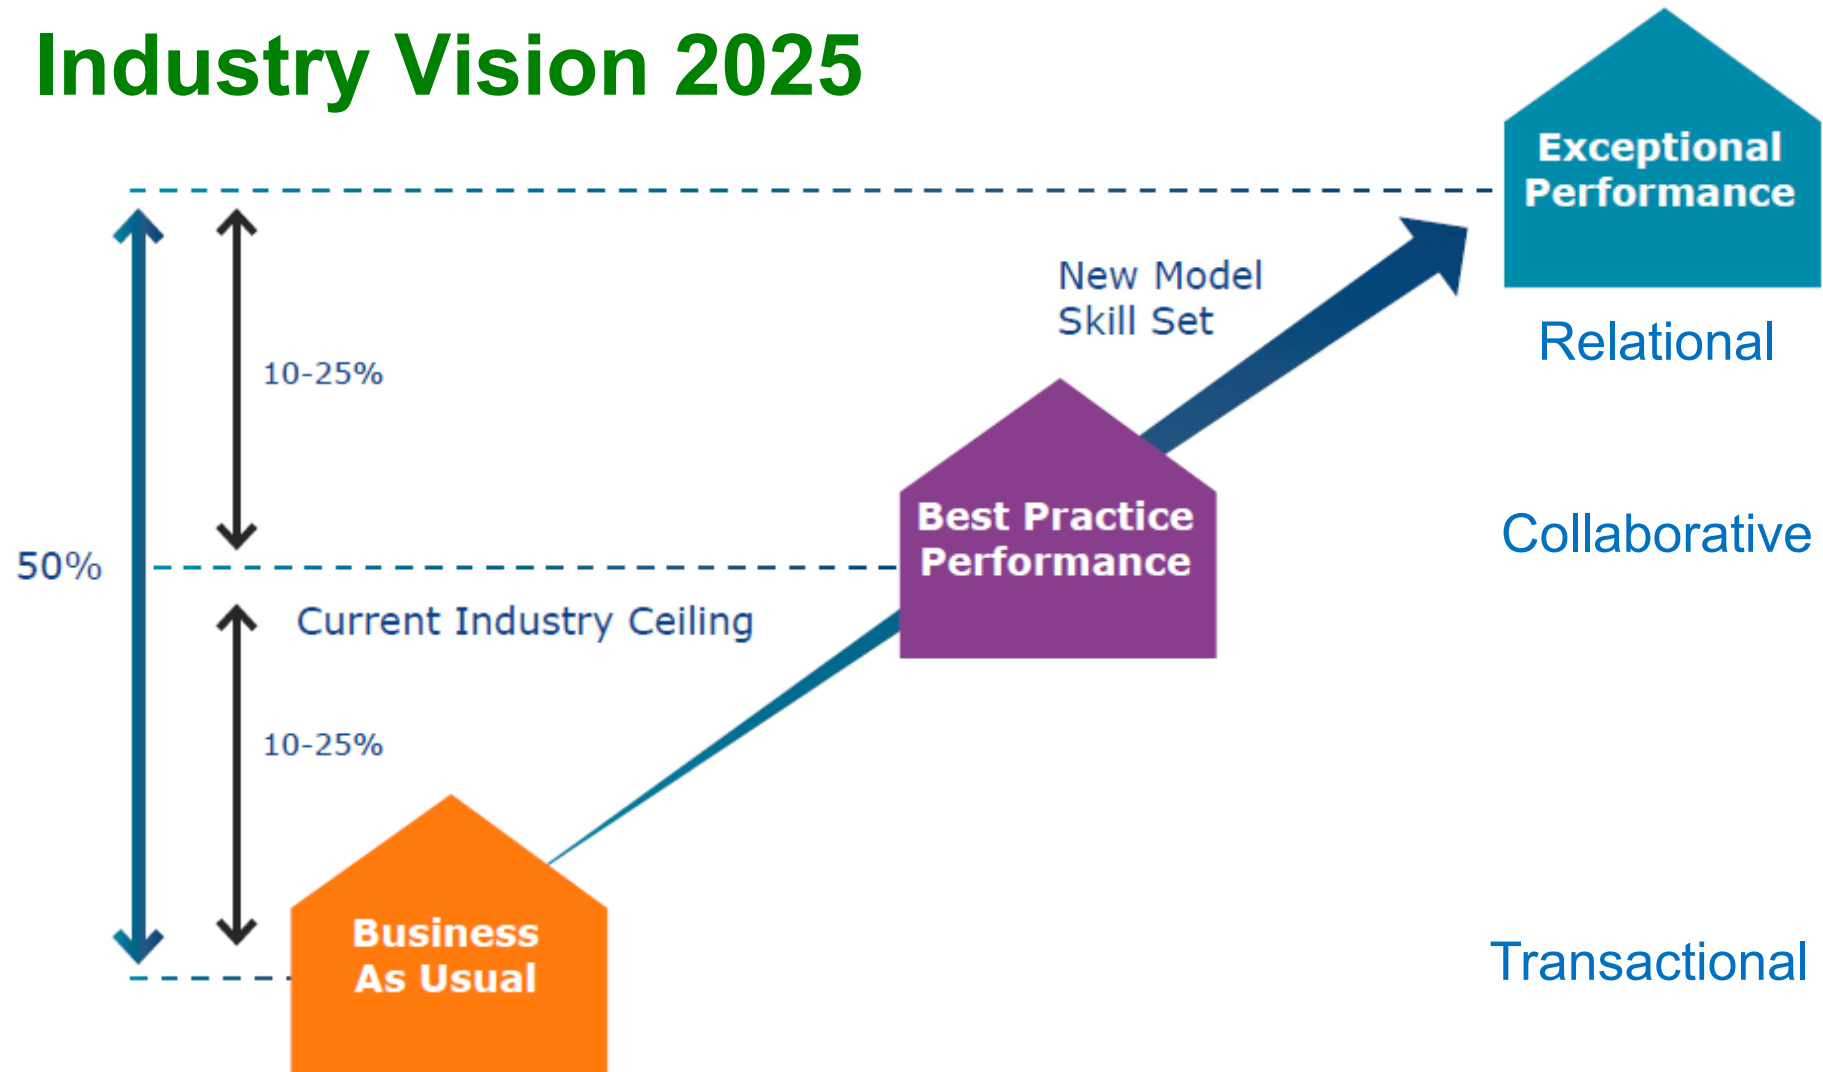 Industry Vision 2025
Exceptional
Performance
New Model
Skill Set
Relational
10-25%
Best Practice
Performance
Collaborative
50%
Current Industry Ceiling
10-25%
Business
As Usual
Transactional